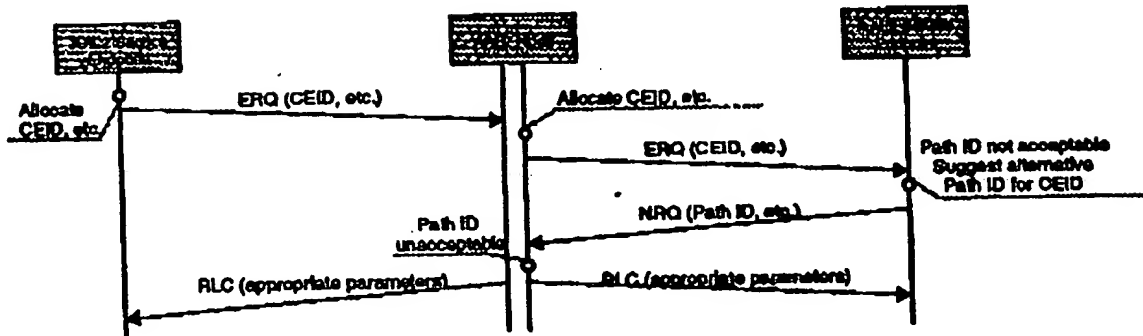 ERQ (CEID, etc.)
Allocate
CEID, etc.
Allocate CEID, etc.
ERQ (CEID, etc.)
Path ID not acceptable
Suggest alternative
Path ID for CEID
NRQ (Path ID, etc.)
Path ID
unacceptable
RLC (appropriate parameters)
RLC (appropriate parameters)